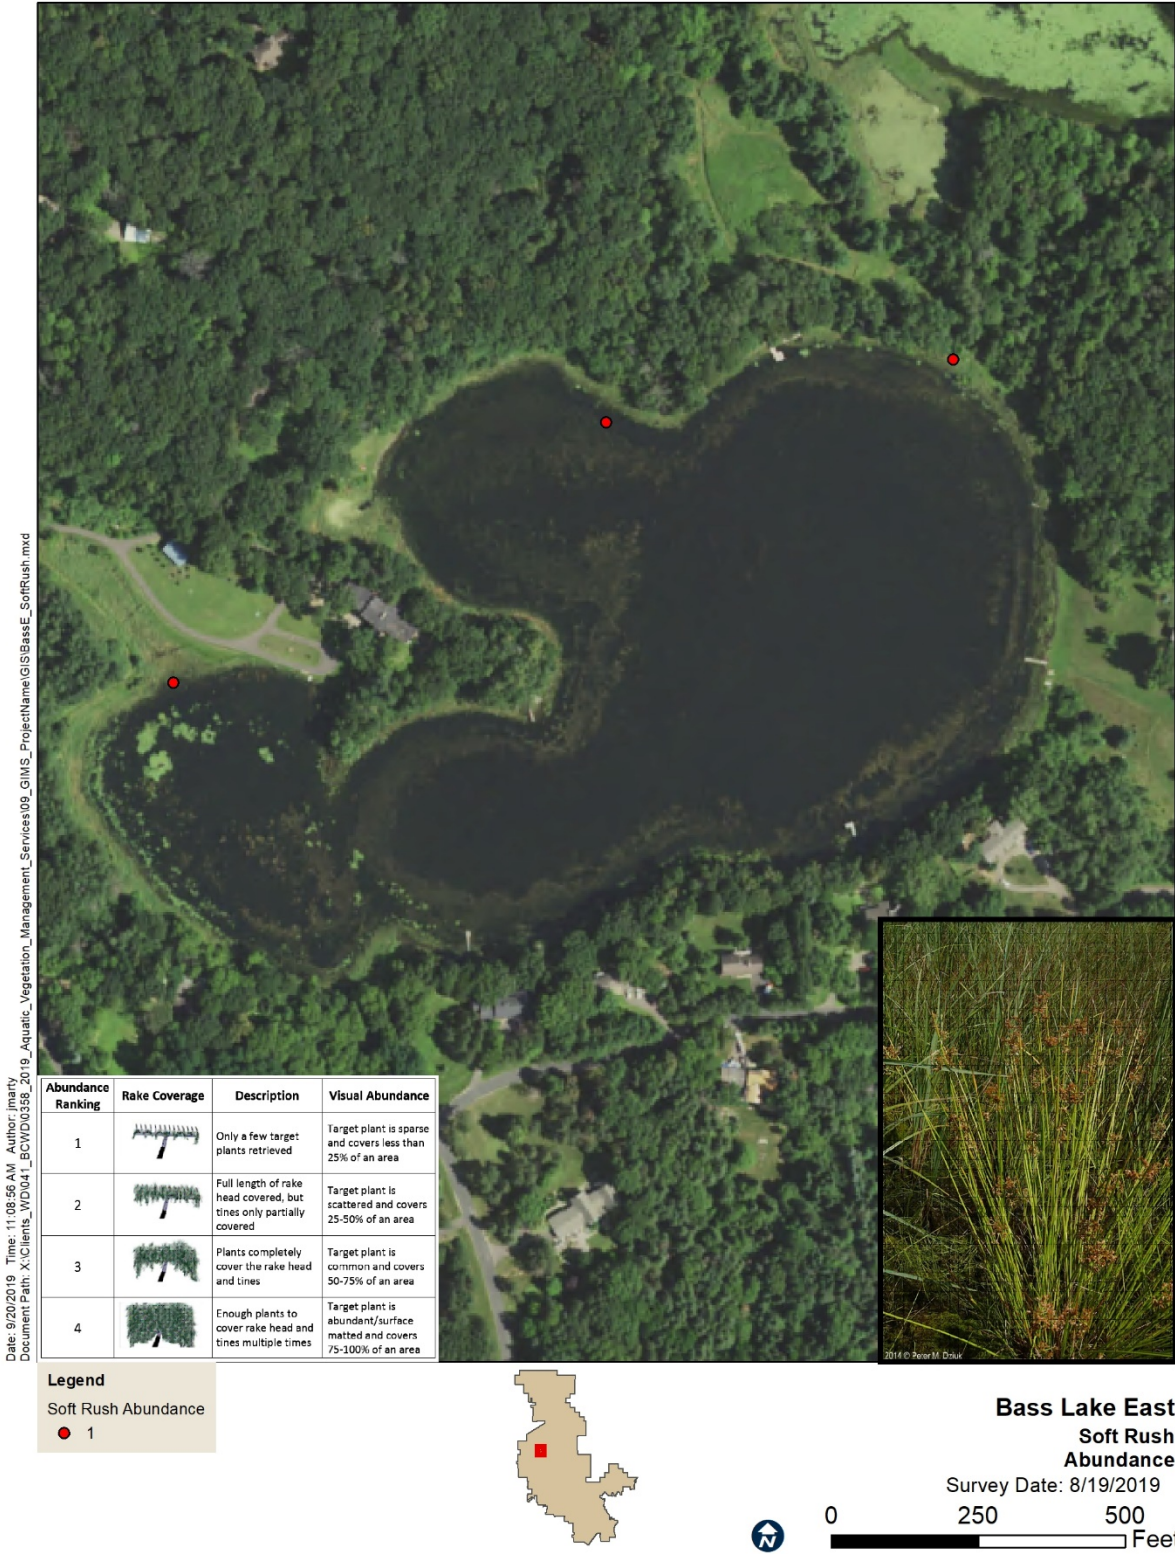 Date: 9/20/2019 Time: 11:08:56 AM Author: jmarty
Document Path: X:\Clients_WD\041_BCWD\0358_2019_Aquatic_Vegetation_Management_Services\09_GIMS_ProjectName\GIS\BassE_SoftRush.mxd
Abundance
Ranking
Rake Coverage
Description
Visual Abundance
1
Only a few target
plants retrieved
Target plant is sparse
and covers less than
25% of an area
2
Full length of rake
head covered, but
tines only partially
covered
Target plant is
scattered and covers
25-50% of an area
3
Plants completely
cover the rake head
and tines
Target plant is
common and covers
50-75% of an area
4
Enough plants to
cover rake head and
tines multiple times
Target plant is
abundant/surface
matted and covers
75-100% of an area
2014 © Peter M. Dziuk
Legend
Soft Rush Abundance
1
Bass Lake East
Soft Rush
Abundance
Survey Date: 8/19/2019
N
0 250 500
Feet